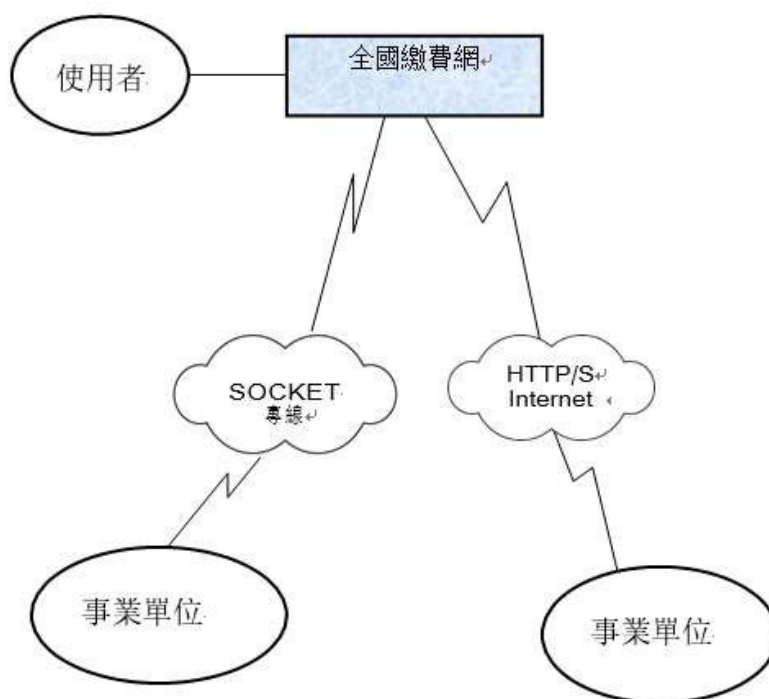 使用者
全國繳費網
SOCKET
專線
HTTP/S
Internet
事業單位
事業單位